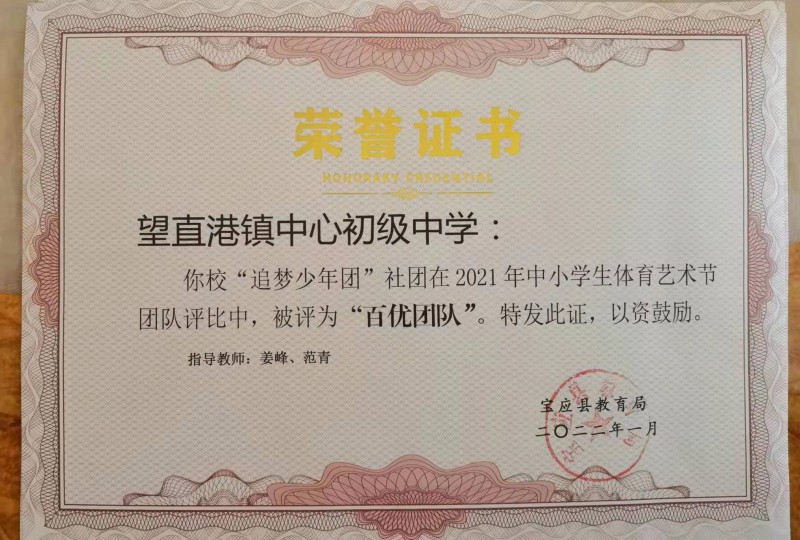 荣誉证书
HONORARY CREDENTIAL
望直港镇中心初级中学：
你校“追梦少年团”社团在2021年中小学生体育艺术节
团队评比中，被评为“百优团队”。特发此证，以资鼓励。
指导教师：姜峰、范青
宝应县教育局
二〇二二年一月